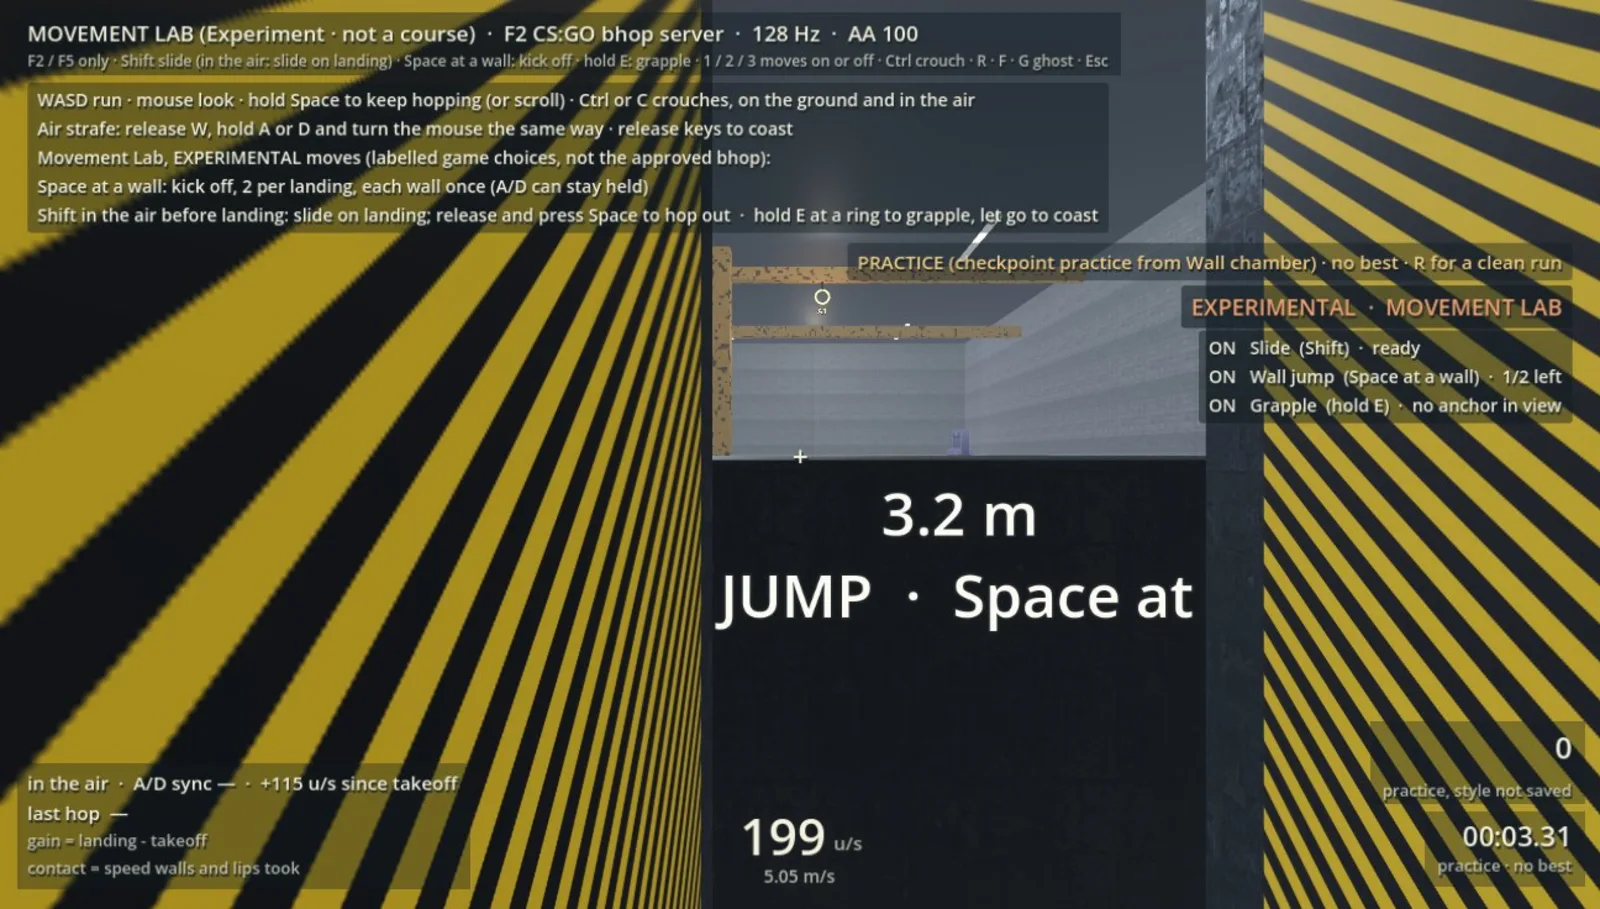 MOVEMENT LAB (Experiment · not a course) · F2 CS:GO bhop server · 128 Hz · AA 100
F2 / F5 only · Shift slide (in the air: slide on landing) · Space at a wall: kick off · hold E: grapple · 1 / 2 / 3 moves on or off · Ctrl crouch · R · F · G ghost · Esc
WASD run · mouse look · hold Space to keep hopping (or scroll) · Ctrl or C crouches, on the ground and in the air
Air strafe: release W, hold A or D and turn the mouse the same way · release keys to coast
Movement Lab, EXPERIMENTAL moves (labelled game choices, not the approved bhop):
Space at a wall: kick off, 2 per landing, each wall once (A/D can stay held)
Shift in the air before landing: slide on landing; release and press Space to hop out · hold E at a ring to grapple, let go to coast
PRACTICE (checkpoint practice from Wall chamber) · no best · R for a clean run
EXPERIMENTAL · MOVEMENT LAB
ON Slide (Shift) · ready
ON Wall jump (Space at a wall) · 1/2 left
ON Grapple (hold E) · no anchor in view
3.2 m
JUMP · Space at
in the air · A/D sync — · +115 u/s since takeoff
last hop —
gain = landing - takeoff
contact = speed walls and lips took
199 u/s
5.05 m/s
0
practice, style not saved
00:03.31
practice · no best